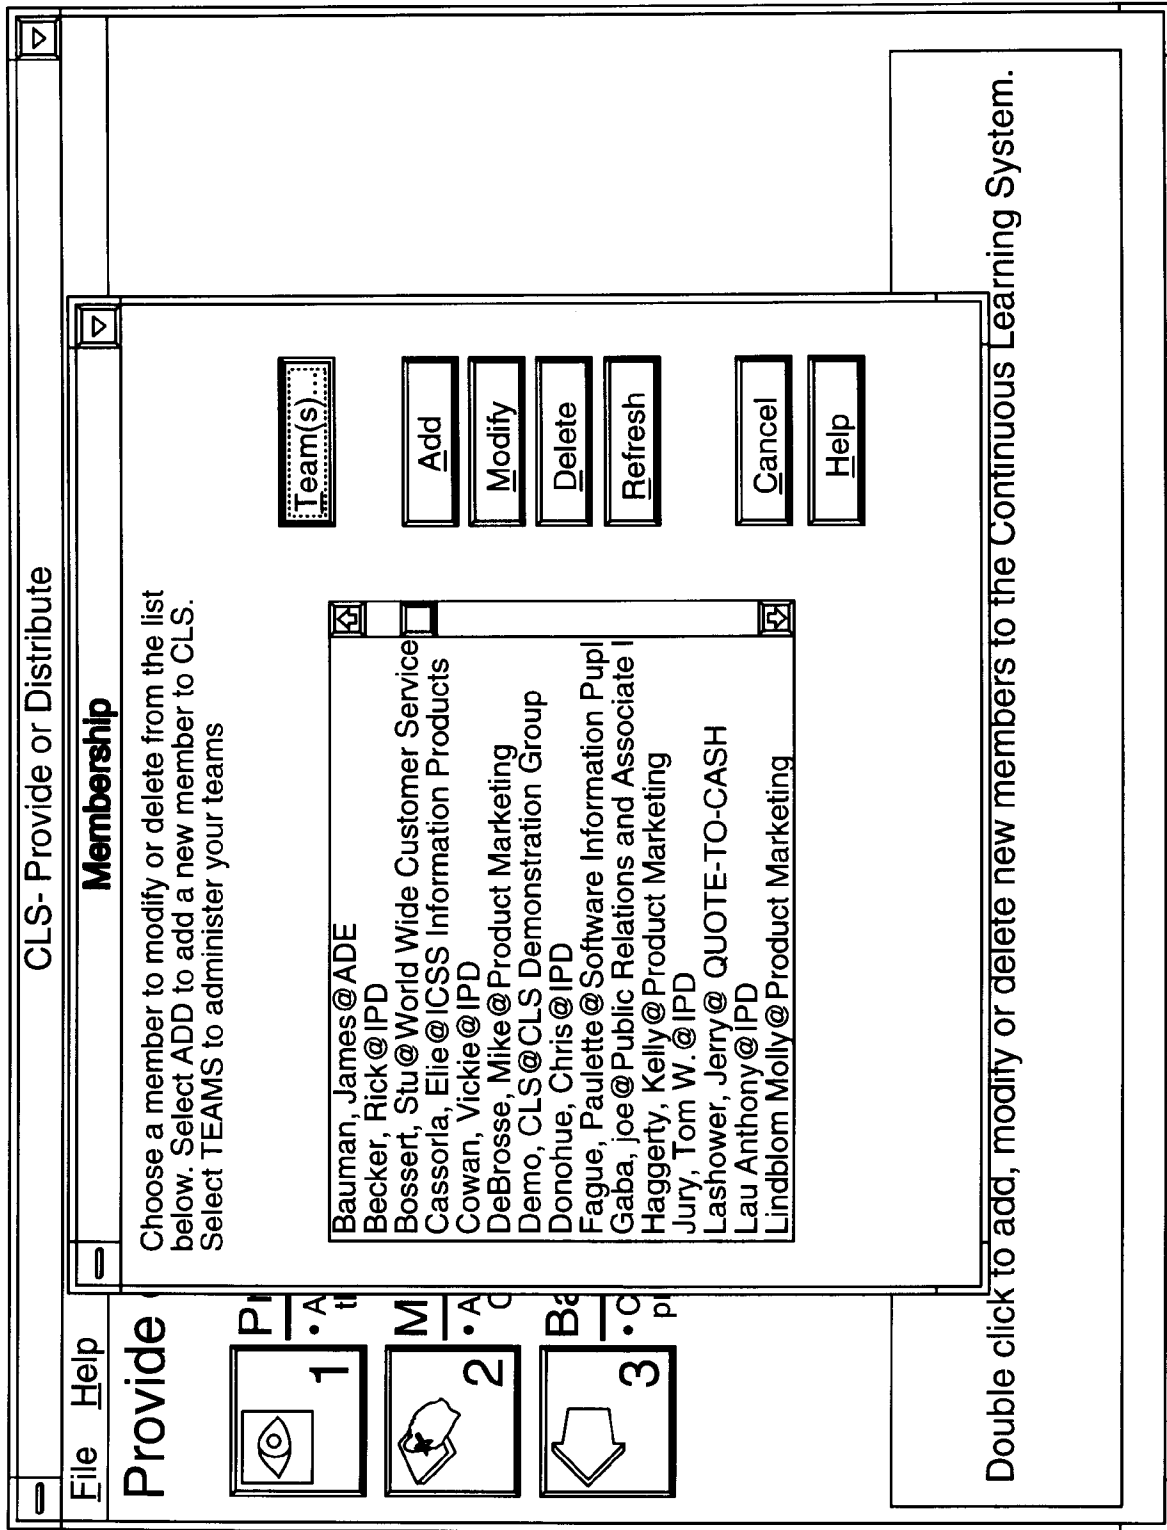 CLS- Provide or Distribute
File Help
Provide
Membership
Choose a member to modify or delete from the list
below. Select ADD to add a new member to CLS.
Select TEAMS to administer your teams
Team(s)...
Bauman, James@ADE
Becker, Rick@IPD
Bossert, Stu@World Wide Customer Service
Cassorla, Elie@ICSS Information Products
Cowan, Vickie@IPD
DeBrosse, Mike@Product Marketing
Demo, CLS@CLS Demonstration Group
Donohue, Chris@IPD
Fague, Paulette@Software Information Pupl
Gaba, joe@Public Relations and Associate I
Haggerty, Kelly@Product Marketing
Jury, Tom W.@IPD
Lashower, Jerry@ QUOTE-TO-CASH
Lau Anthony@IPD
Lindblom Molly@Product Marketing
Add
Modify
Delete
Refresh
Cancel
Help
1
Pr
• A
2
M
• A
3
Ba
• C
Double click to add, modify or delete new members to the Continuous Learning System.